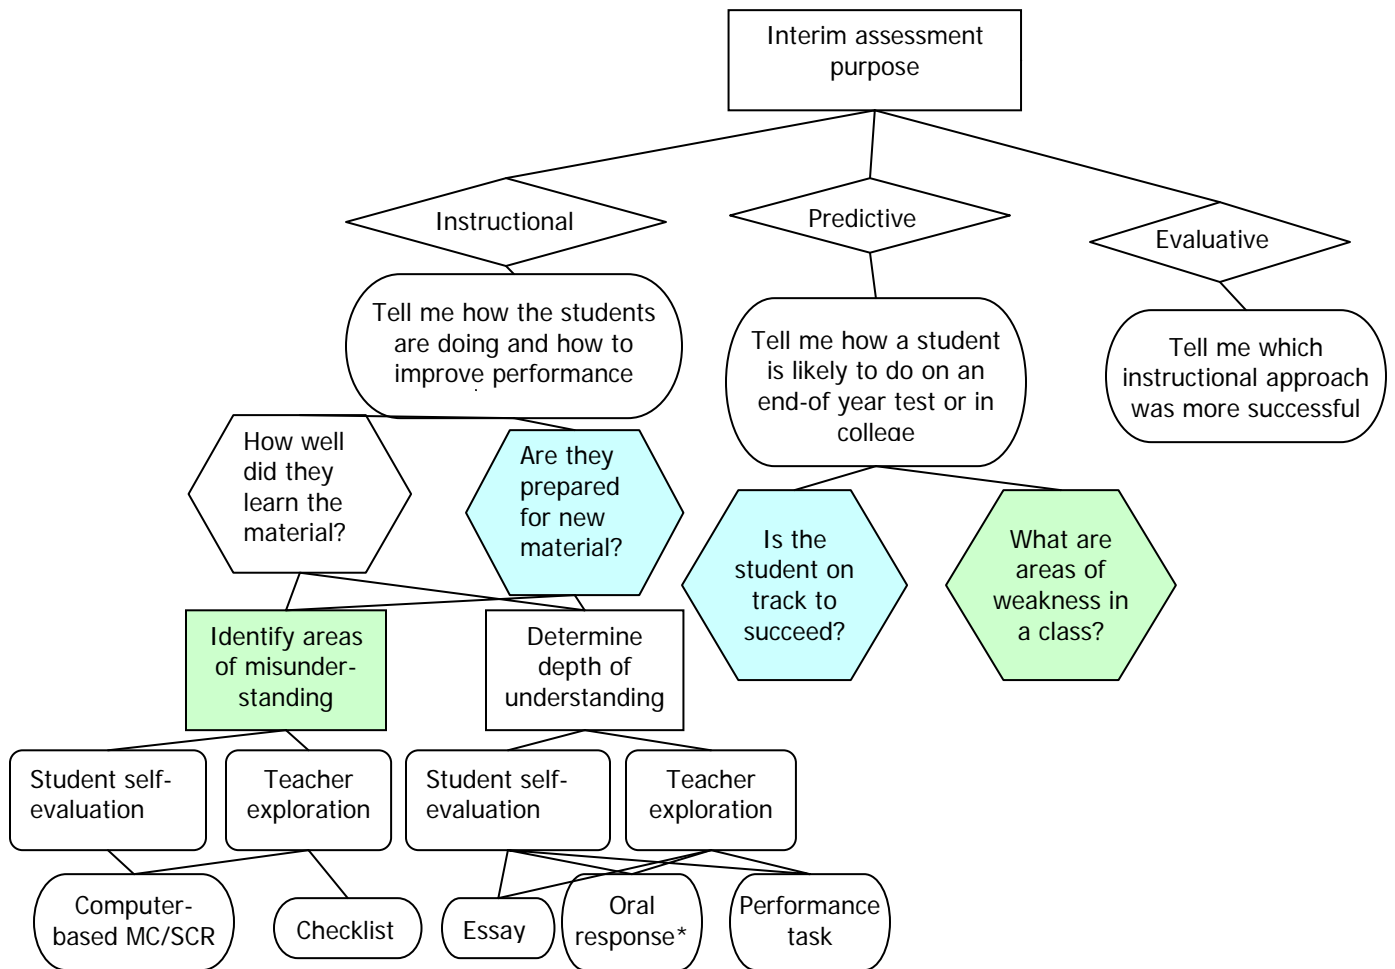 Interim assessment
purpose
Instructional
Predictive
Evaluative
Tell me how the students
are doing and how to
improve performance
Tell me how a student
is likely to do on an
end-of year test or in
college
Tell me which
instructional approach
was more successful
How well
did they
learn the
material?
Are they
prepared
for new
material?
Is the
student on
track to
succeed?
What are
areas of
weakness in
a class?
Identify areas
of misunder-
standing
Determine
depth of
understanding
Student self-
evaluation
Teacher
exploration
Student self-
evaluation
Teacher
exploration
Computer-
based MC/SCR
Checklist
Essay
Oral
response*
Performance
task